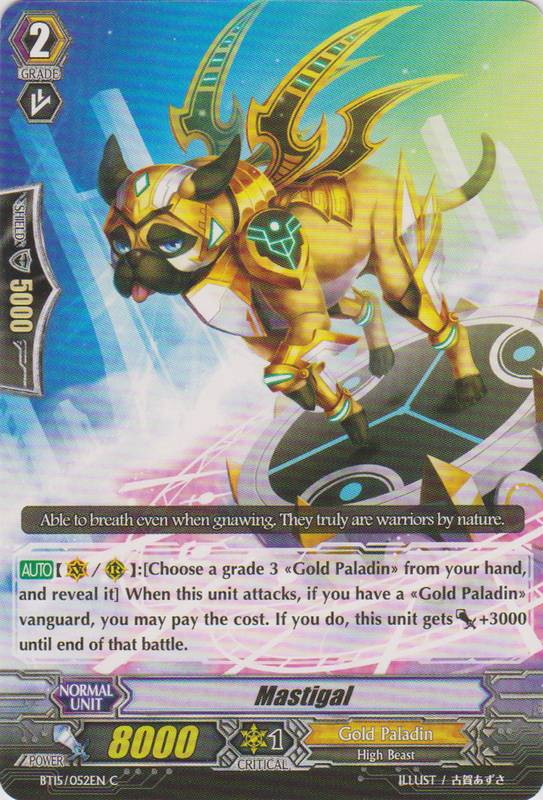 2
GRADE
SHIELD
5000
Able to breath even when gnawing. They truly are warriors by nature.
AUTO【 V / R 】:[Choose a grade 3 «Gold Paladin» from your hand,
and reveal it] When this unit attacks, if you have a «Gold Paladin»
vanguard, you may pay the cost. If you do, this unit gets +3000
until end of that battle.
NORMAL
UNIT
Mastigal
POWER
8000
1
CRITICAL
Gold Paladin
High Beast
BT15/052EN C
ILLUST / 古賀あずさ